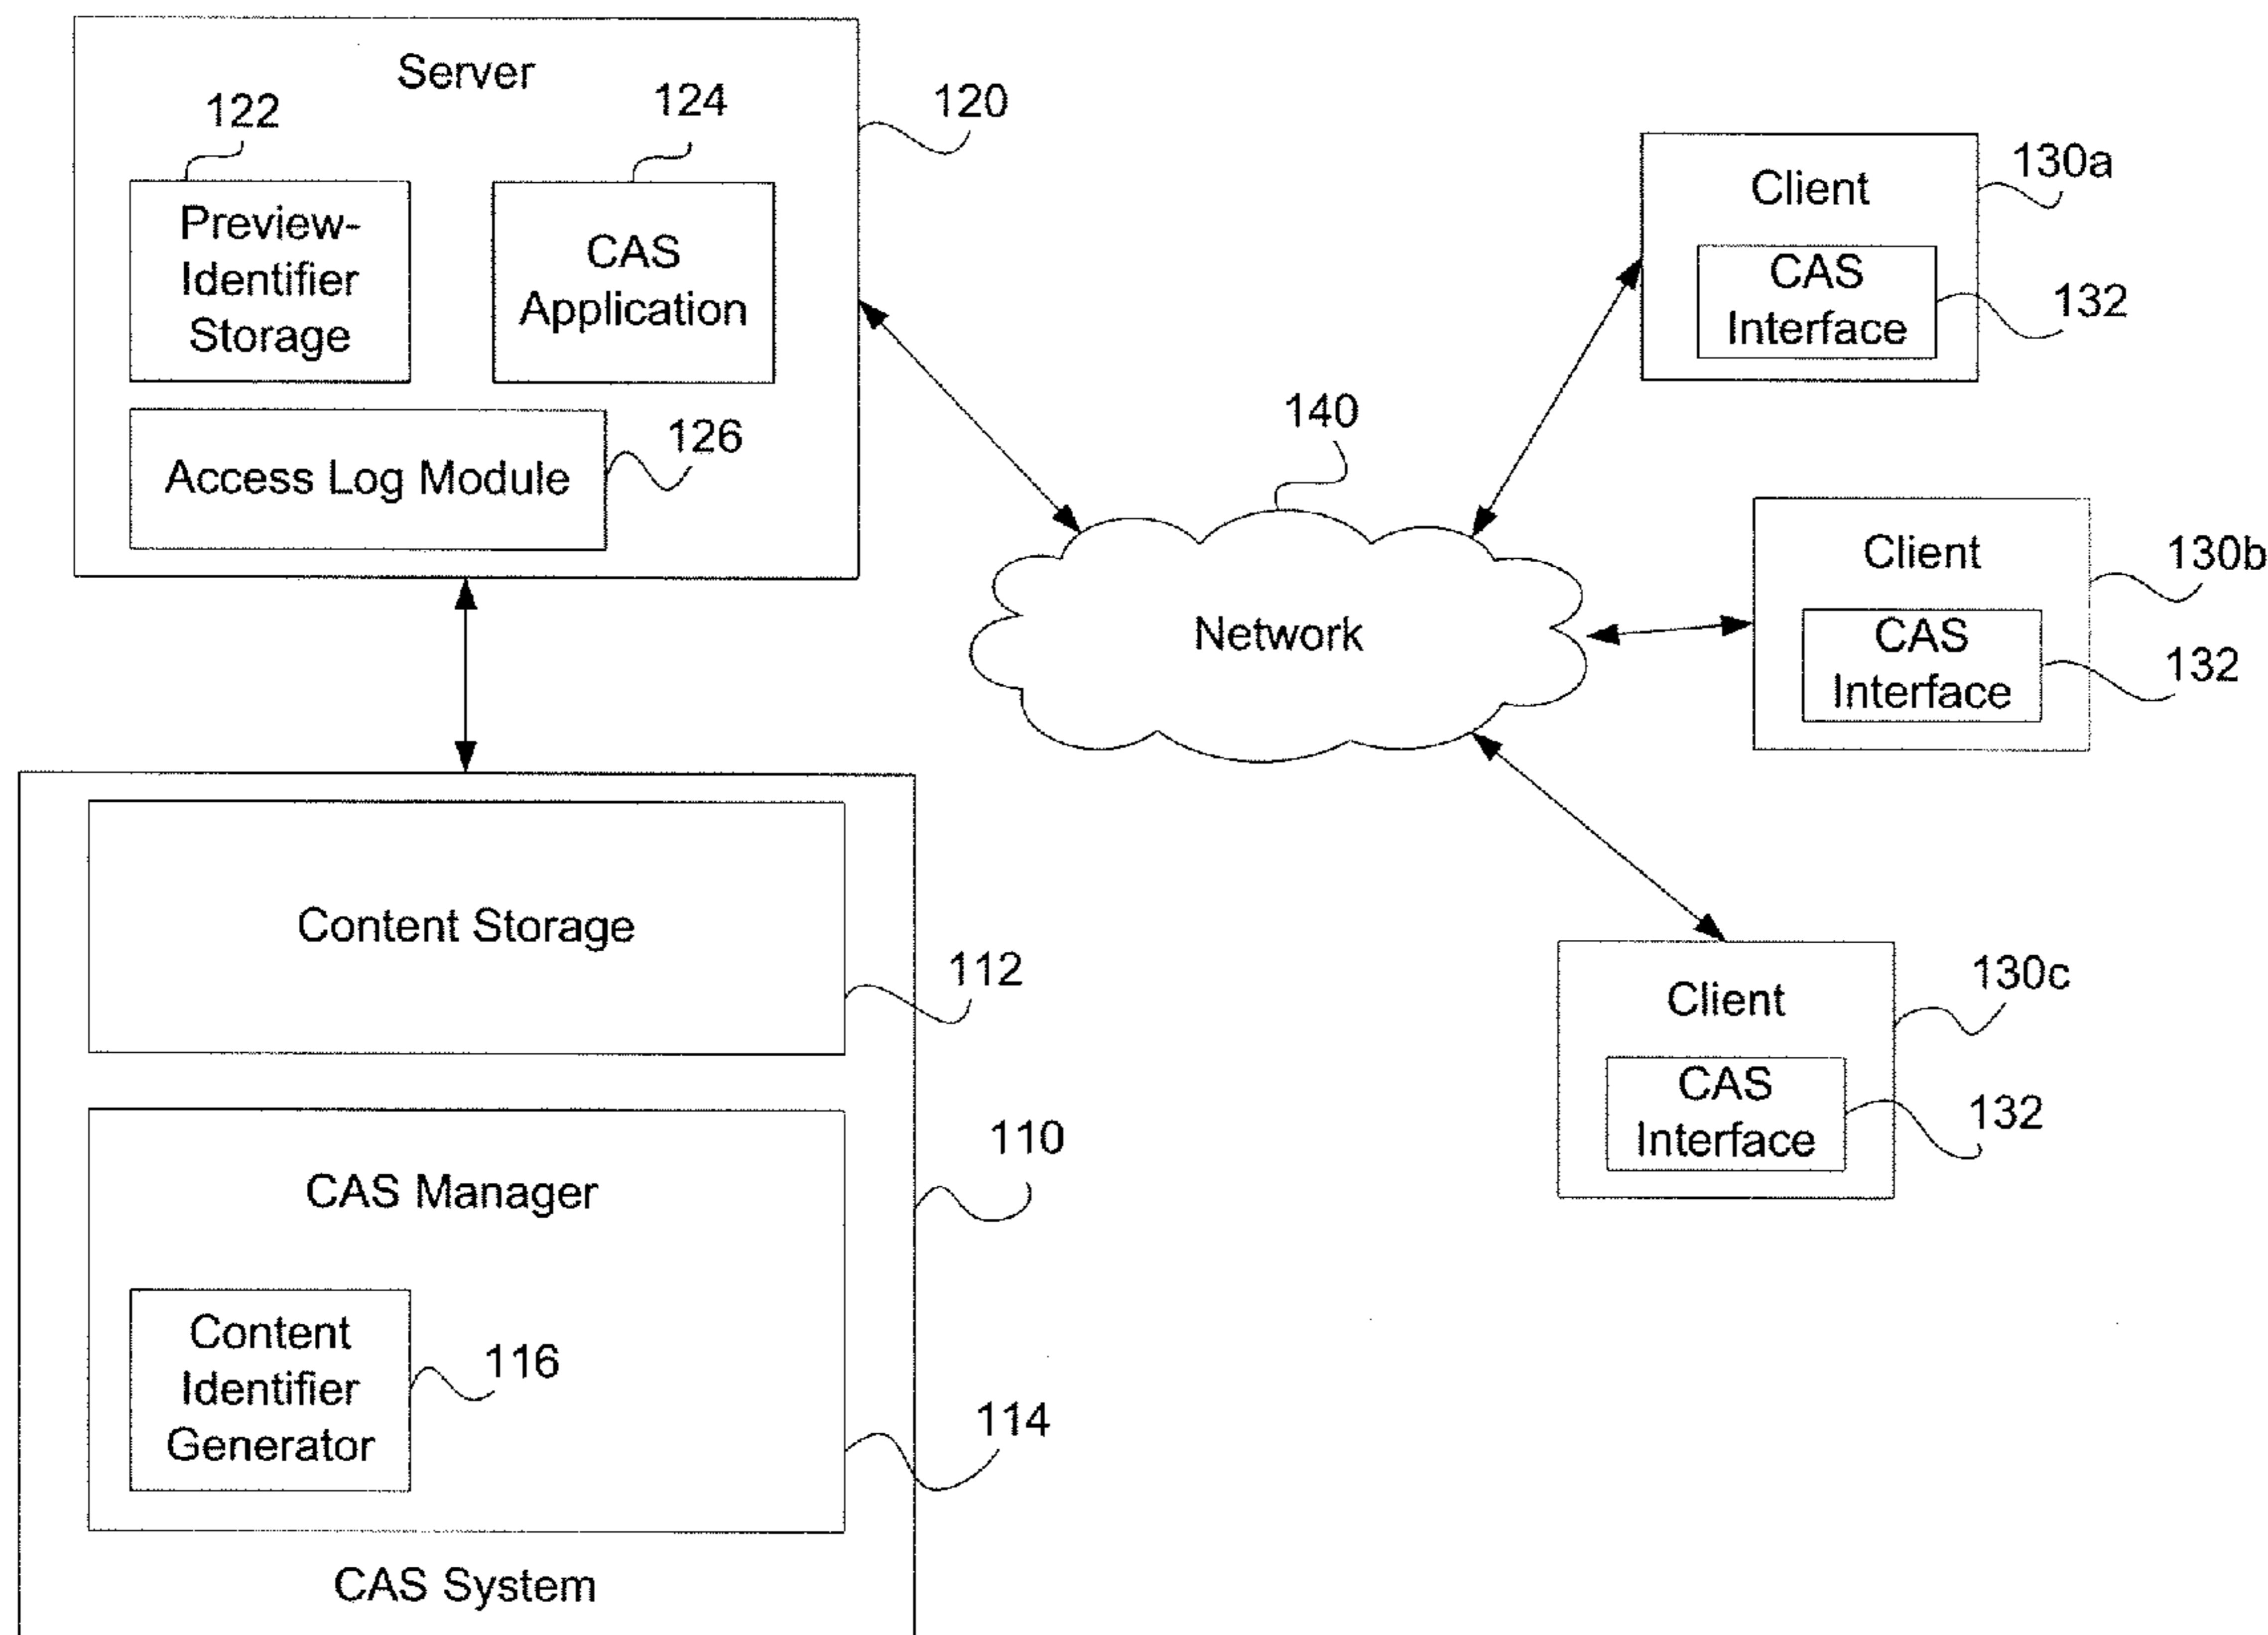 Server
122
124
120
Preview-
Identifier
Storage
CAS
Application
126
Access Log Module
130a
Client
CAS
Interface
132
140
Network
130b
Client
CAS
Interface
132
Content Storage
112
130c
Client
CAS
Interface
132
110
CAS Manager
Content
Identifier
Generator
116
114
CAS System